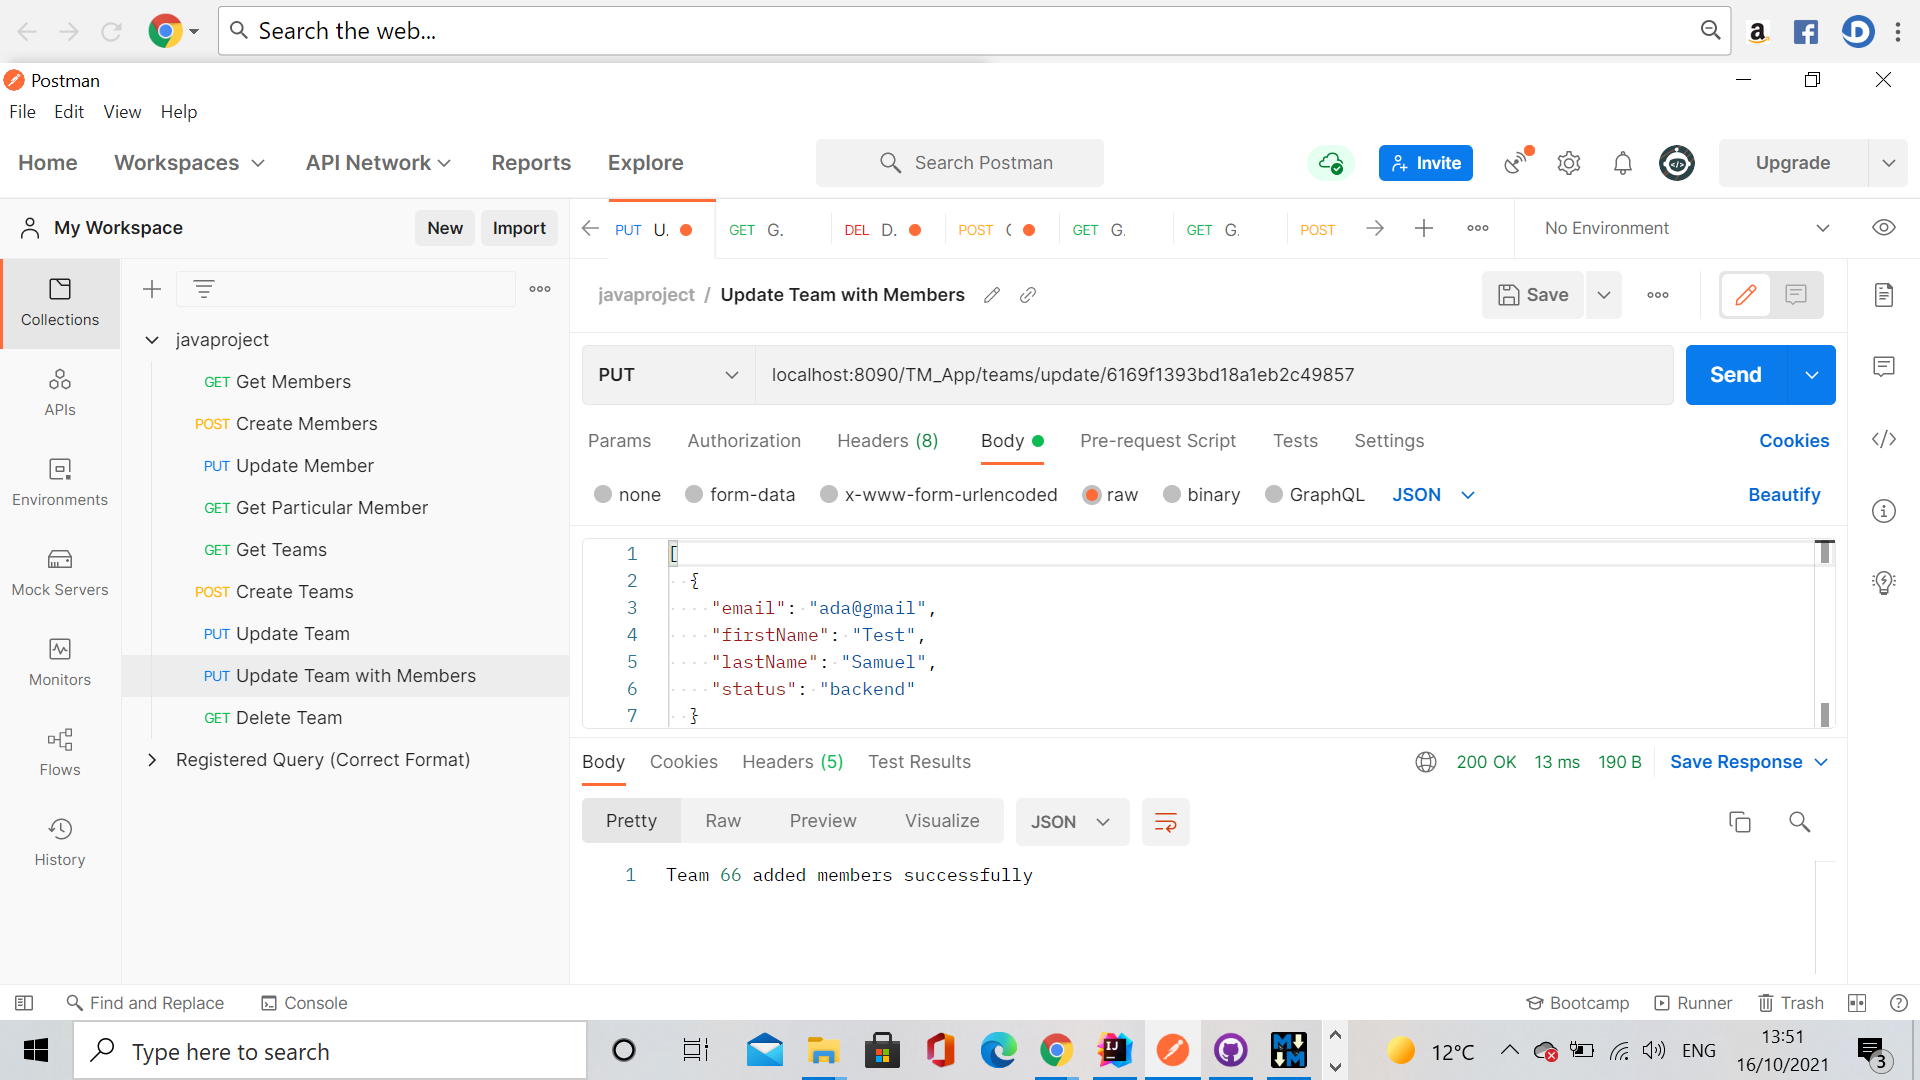 Search the web...
Postman
File Edit View Help
Home Workspaces API Network Reports Explore Search Postman Invite Upgrade
My Workspace New Import
PUT U. GET G. DEL D. POST GET G. GET G. POST No Environment
Collections
APIs
Environments
Mock Servers
Monitors
Flows
History
javaproject
GET Get Members
POST Create Members
PUT Update Member
GET Get Particular Member
GET Get Teams
POST Create Teams
PUT Update Team
PUT Update Team with Members
GET Delete Team
Registered Query (Correct Format)
javaproject / Update Team with Members Save
PUT localhost:8090/TM_App/teams/update/6169f1393bd18a1eb2c49857 Send
Params Authorization Headers (8) Body Pre-request Script Tests Settings Cookies
none form-data x-www-form-urlencoded raw binary GraphQL JSON Beautify
1 [
2 {
3 "email": "ada@gmail",
4 "firstName": "Test",
5 "lastName": "Samuel",
6 "status": "backend"
7 }
Body Cookies Headers (5) Test Results 200 OK 13 ms 190 B Save Response
Pretty Raw Preview Visualize JSON
1 Team 66 added members successfully
Find and Replace Console Bootcamp Runner Trash
Type here to search 12°C ENG 13:51
16/10/2021 3